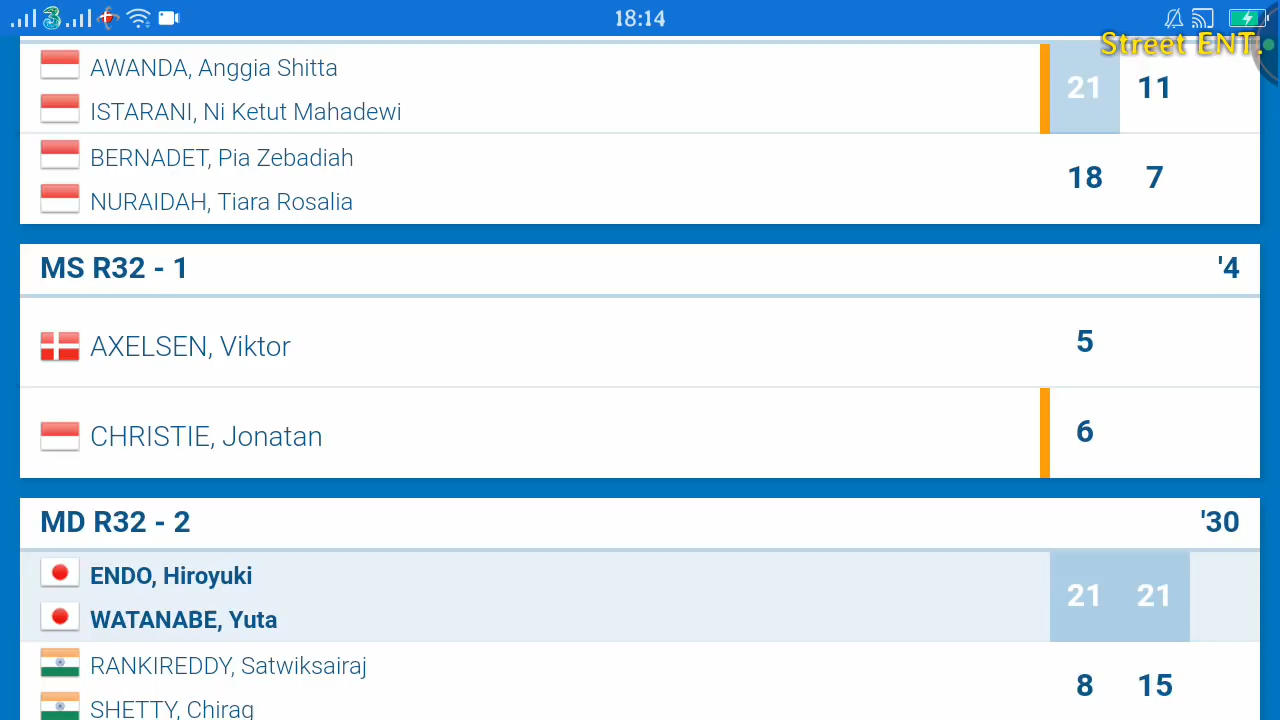 18:14
Street ENT.
AWANDA, Anggia Shitta
ISTARANI, Ni Ketut Mahadewi
21 11
BERNADET, Pia Zebadiah
NURAIDAH, Tiara Rosalia
18 7
MS R32 - 1 '4
AXELSEN, Viktor 5
CHRISTIE, Jonatan 6
MD R32 - 2 '30
ENDO, Hiroyuki
WATANABE, Yuta
21 21
RANKIREDDY, Satwiksairaj
SHETTY, Chirag
8 15